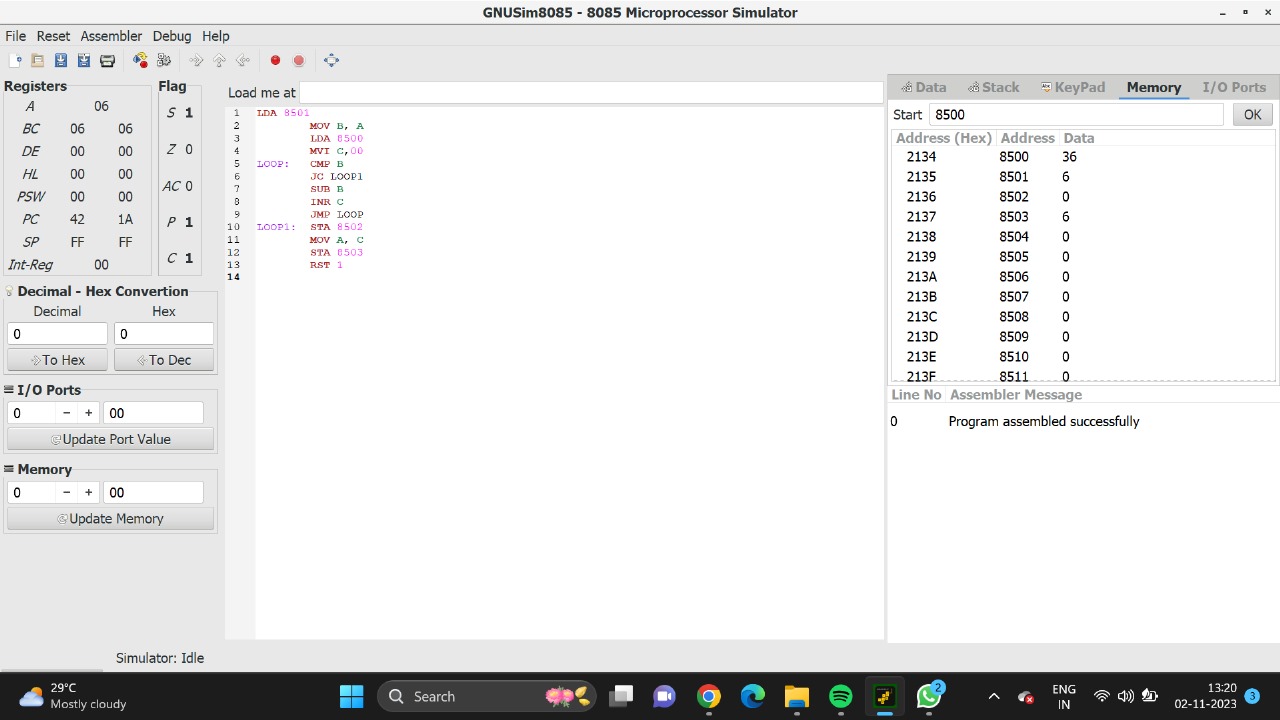 GNUSim8085 - 8085 Microprocessor Simulator
File Reset Assembler Debug Help
Registers
A 06
BC 06 06
DE 00 00
HL 00 00
PSW 00 00
PC 42 1A
SP FF FF
Int-Reg 00
Flag
S 1
Z 0
AC 0
P 1
C 1
Decimal - Hex Convertion
Decimal Hex
0 0
To Hex To Dec
I/O Ports
0 - + 00
Update Port Value
Memory
0 - + 00
Update Memory
Load me at
1 LDA 8501
2 MOV B, A
3 LDA 8500
4 MVI C,00
5 LOOP: CMP B
6 JC LOOP1
7 SUB B
8 INR C
9 JMP LOOP
10 LOOP1: STA 8502
11 MOV A, C
12 STA 8503
13 RST 1
14
Data Stack KeyPad Memory I/O Ports
Start 8500 OK
Address (Hex) Address Data
2134 8500 36
2135 8501 6
2136 8502 0
2137 8503 6
2138 8504 0
2139 8505 0
213A 8506 0
213B 8507 0
213C 8508 0
213D 8509 0
213E 8510 0
213F 8511 0
Line No Assembler Message
0 Program assembled successfully
Simulator: Idle
29°C
Mostly cloudy
Search
2
ENG
IN
13:20
02-11-2023
3